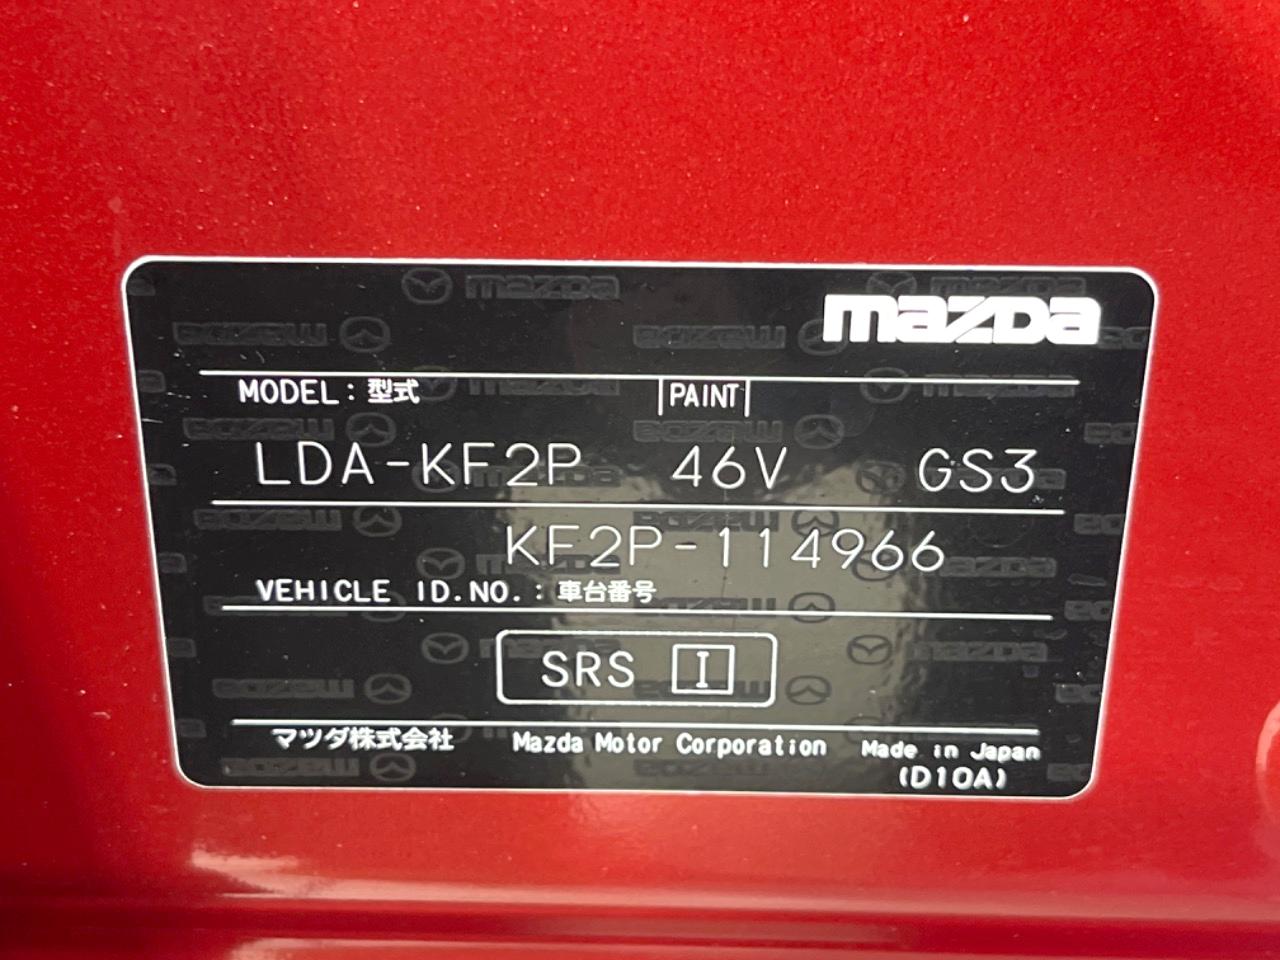 mazda
MODEL：型式 PAINT
LDA-KF2P 46V GS3
KF2P-114966
VEHICLE ID.NO.：車台番号
SRS I
マツダ株式会社 Mazda Motor Corporation Made in Japan
(D10A)